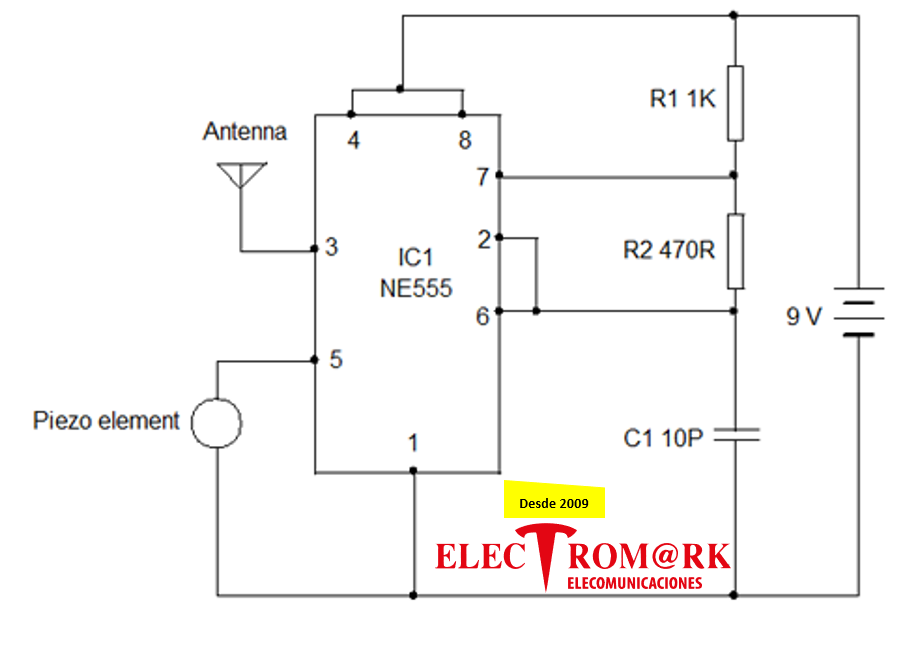 R1 1K
Antenna
4
8
7
3
2
IC1
NE555
R2 470R
6
9 V
5
Piezo element
1
C1 10P
Desde 2009
ELECTROM@RK
ELECOMUNICACIONES